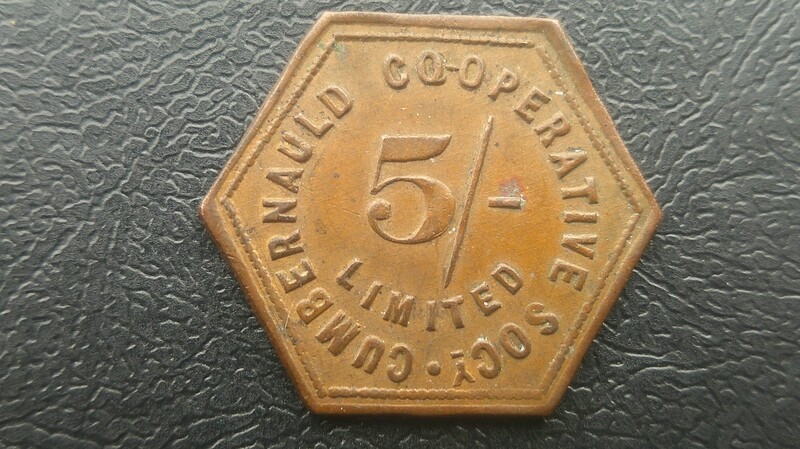 CUMBERNAULD CO-OPERATIVE SOCY
5/-
LIMITED